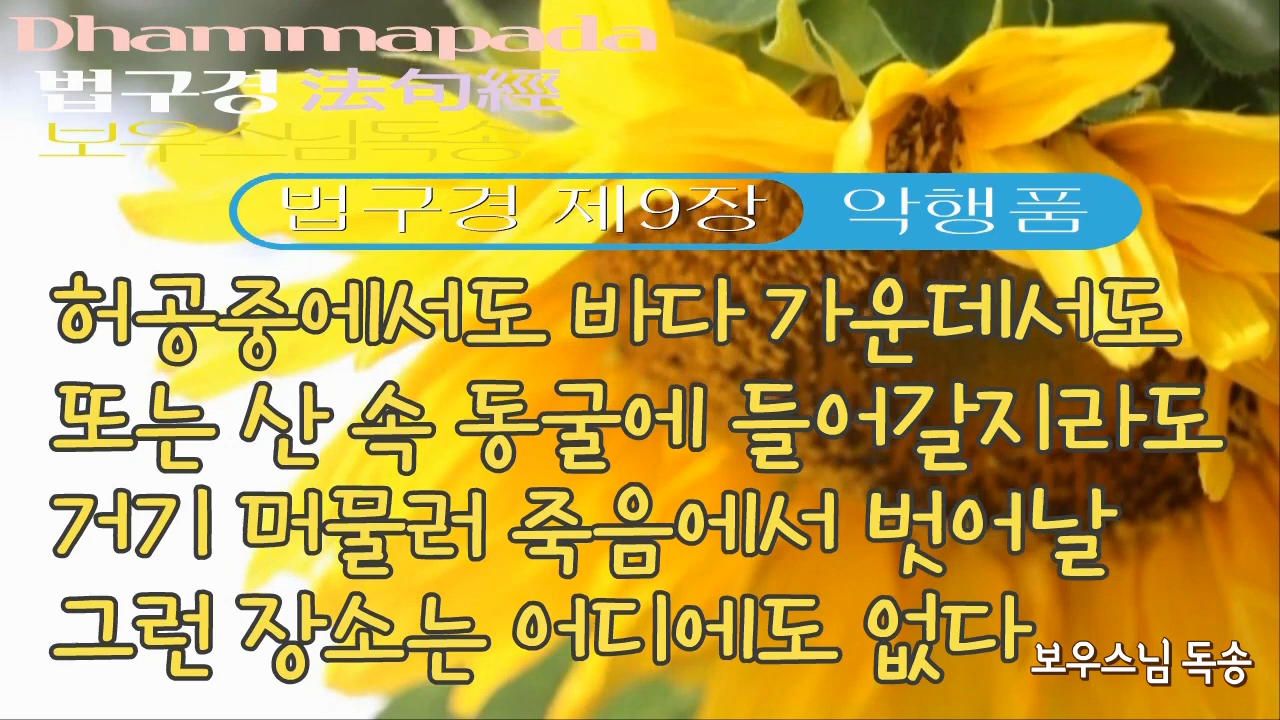 Dhammapada
법구경 法句經
보우스님독송
법구경 제9장 악행품
허공중에서도 바다 가운데서도
또는 산 속 동굴에 들어갈지라도
거기 머물러 죽음에서 벗어날
그런 장소는 어디에도 없다
보우스님 독송